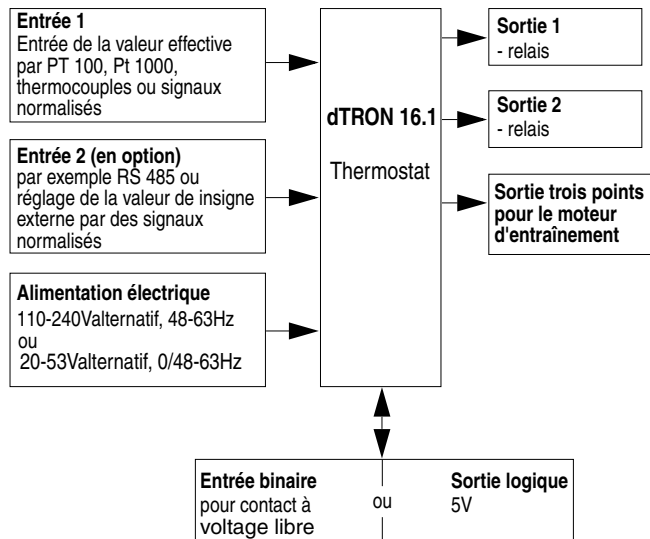 Entrée 1
Entrée de la valeur effective
par PT 100, Pt 1000,
thermocouples ou signaux
normalisés
Entrée 2 (en option)
par exemple RS 485 ou
réglage de la valeur de insigne
externe par des signaux
normalisés
Alimentation électrique
110-240Valternatif, 48-63Hz
ou
20-53Valternatif, 0/48-63Hz
dTRON 16.1
Thermostat
Sortie 1
- relais
Sortie 2
- relais
Sortie trois points
pour le moteur
d'entraînement
Entrée binaire
pour contact à
voltage libre
ou
Sortie logique
5V